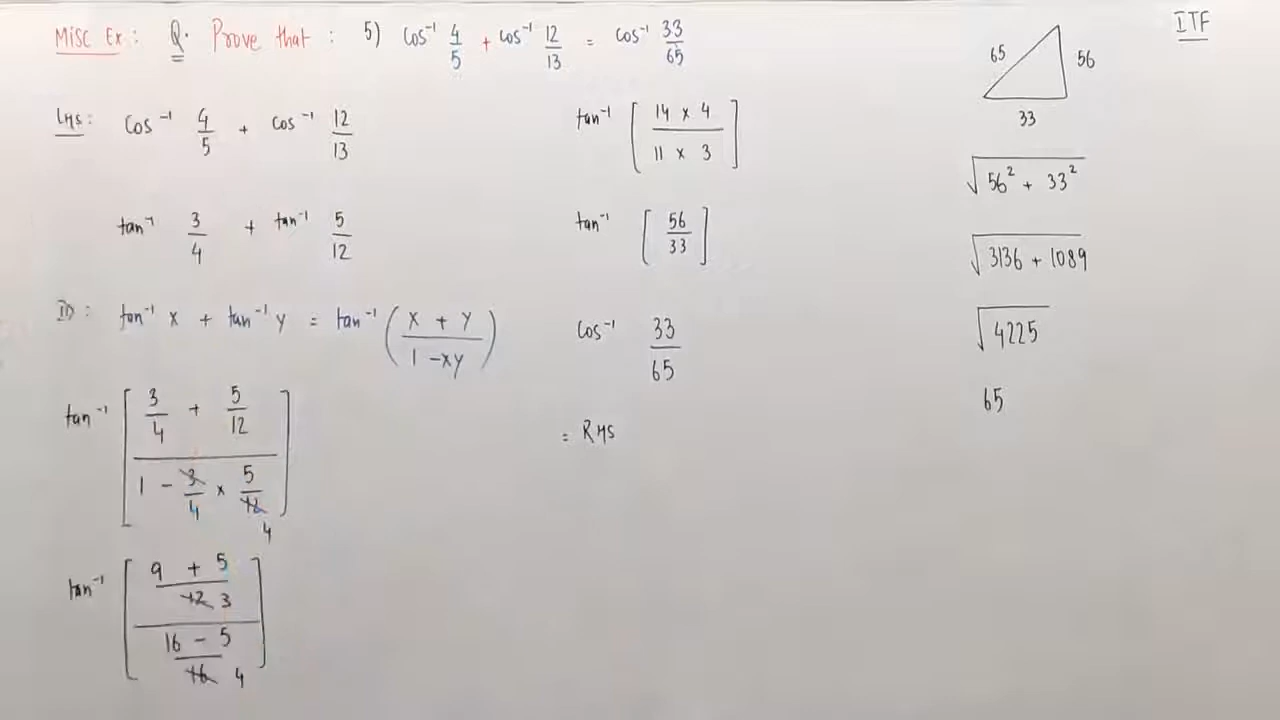 Misc Ex: Q. Prove that : 5) cos⁻¹ 4/5 + cos⁻¹ 12/13 = cos⁻¹ 33/65
LHS: cos⁻¹ 4/5 + cos⁻¹ 12/13
tan⁻¹ 3/4 + tan⁻¹ 5/12
ID: tan⁻¹ x + tan⁻¹ y = tan⁻¹ ( x + y / 1 - xy )
tan⁻¹ [ 3/4 + 5/12 / 1 - 3/4 × 5/12 4 ]
tan⁻¹ [ 9 + 5 / 12 3 / 16 - 5 / 16 4 ]
tan⁻¹ [ 14 × 4 / 11 × 3 ]
tan⁻¹ [ 56/33 ]
cos⁻¹ 33/65
= RHS
ITF
65 56
33
√56² + 33²
√3136 + 1089
√4225
65